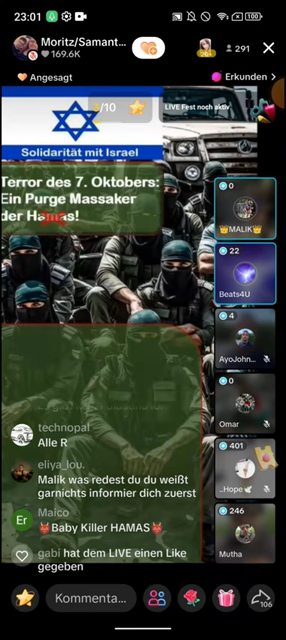 23:01
100
Moritz/Samant...
169.6K
291
Angesagt
Erkunden >
/10
LIVE Fest noch aktiv
Solidarität mit Israel
Terror des 7. Oktobers:
Ein Purge Massaker
der Hamas!
0
👑MALIK👑
22
Beats4U
4
AyoJohn...
0
Omar
401
..Hope🕊
246
Mutha
technopal
Alle R
eliya_lou.
Malik was redest du du weißt
garnichts informier dich zuerst
Er
Maico
👹Baby Killer HAMAS👹
gabi hat dem LIVE einen Like
gegeben
Kommenta...
106